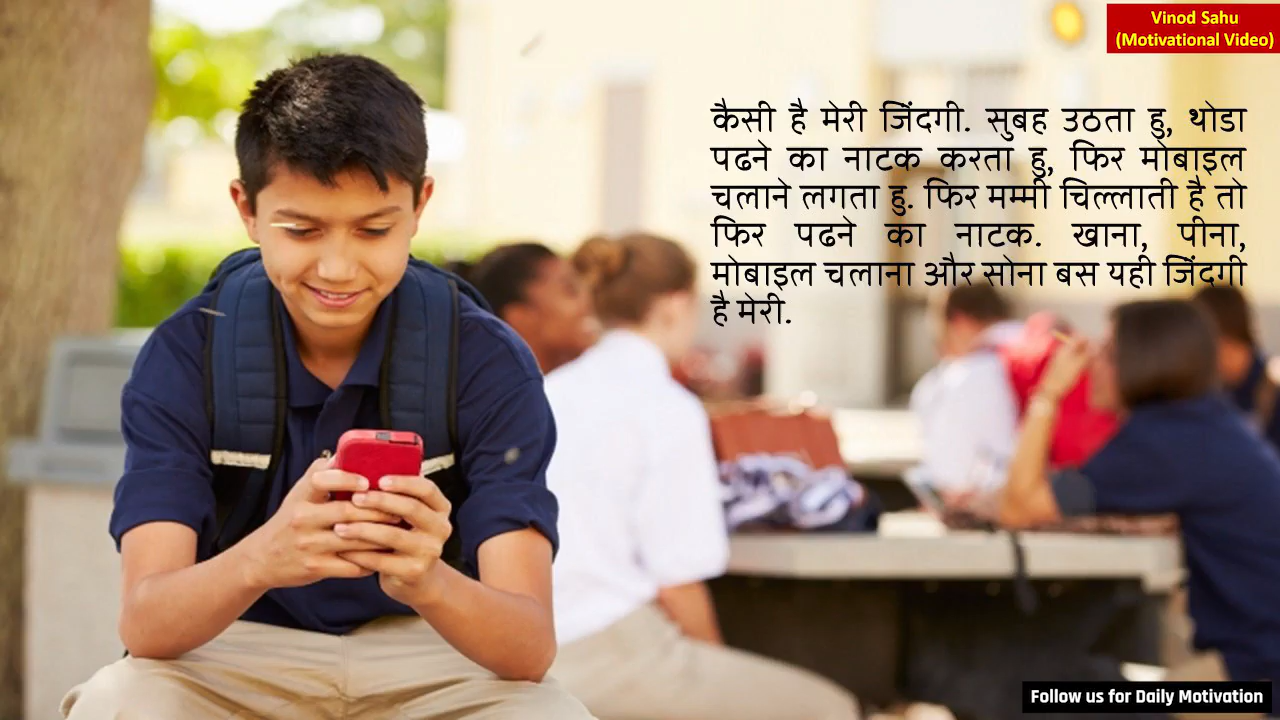 Vinod Sahu
(Motivational Video)
कैसी है मेरी जिंदगी. सुबह उठता हु, थोडा
पढने का नाटक करता हु, फिर मोबाइल
चलाने लगता हु. फिर मम्मी चिल्लाती है तो
फिर पढने का नाटक. खाना, पीना,
मोबाइल चलाना और सोना बस यही जिंदगी
है मेरी.
Follow us for Daily Motivation